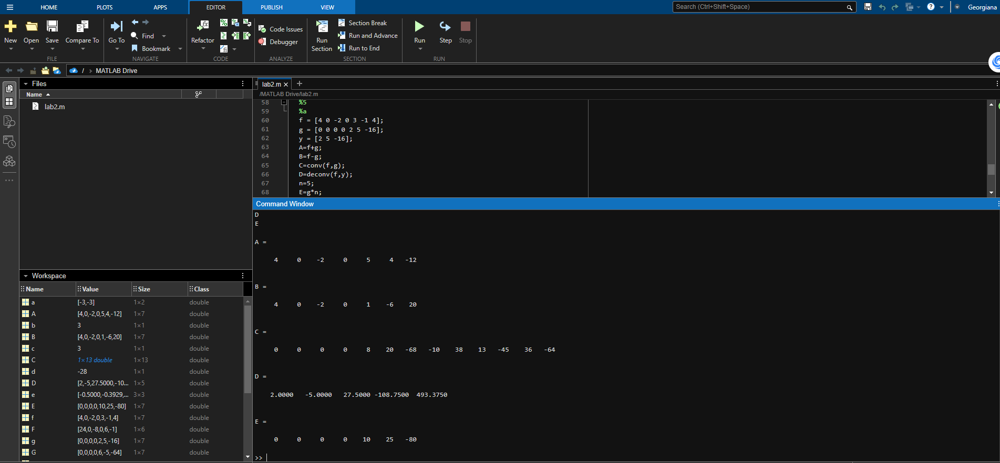 HOME PLOTS APPS EDITOR PUBLISH VIEW Search (Ctrl+Shift+Space) Georgiana
New Open Save Compare To
FILE
Go To Find Bookmark
NAVIGATE
Refactor
CODE
Code Issues
Debugger
ANALYZE
Run Section
Section Break
Run and Advance
Run to End
SECTION
Run Step Stop
RUN
/ > MATLAB Drive
Files
Name
lab2.m
Workspace
Name Value Size Class
a [-3,-3] 1×2 double
A [4,0,-2,0,5,4,-12] 1×7 double
b 3 1×1 double
B [4,0,-2,0,1,-6,20] 1×7 double
c 3 1×1 double
C 1×13 double 1×13 double
d -28 1×1 double
D [2,-5,27.5000,-10... 1×5 double
e [-0.5000,-0.3929,... 3×3 double
E [0,0,0,0,10,25,-80] 1×7 double
f [4,0,-2,0,3,-1,4] 1×7 double
F [24,0,-8,0,6,-1] 1×6 double
g [0,0,0,0,2,5,-16] 1×7 double
G [0,0,0,0,6,-5,-64] 1×7 double
lab2.m × +
/MATLAB Drive/lab2.m
58 %5
59 %a
60 f = [4 0 -2 0 3 -1 4];
61 g = [0 0 0 0 2 5 -16];
62 y = [2 5 -16];
63 A=f+g;
64 B=f-g;
65 C=conv(f,g);
66 D=deconv(f,y);
67 n=5;
68 E=g*n;
Command Window
D
E
A =
4 0 -2 0 5 4 -12
B =
4 0 -2 0 1 -6 20
C =
0 0 0 0 8 20 -68 -10 38 13 -45 36 -64
D =
2.0000 -5.0000 27.5000 -108.7500 493.3750
E =
0 0 0 0 10 25 -80
>>